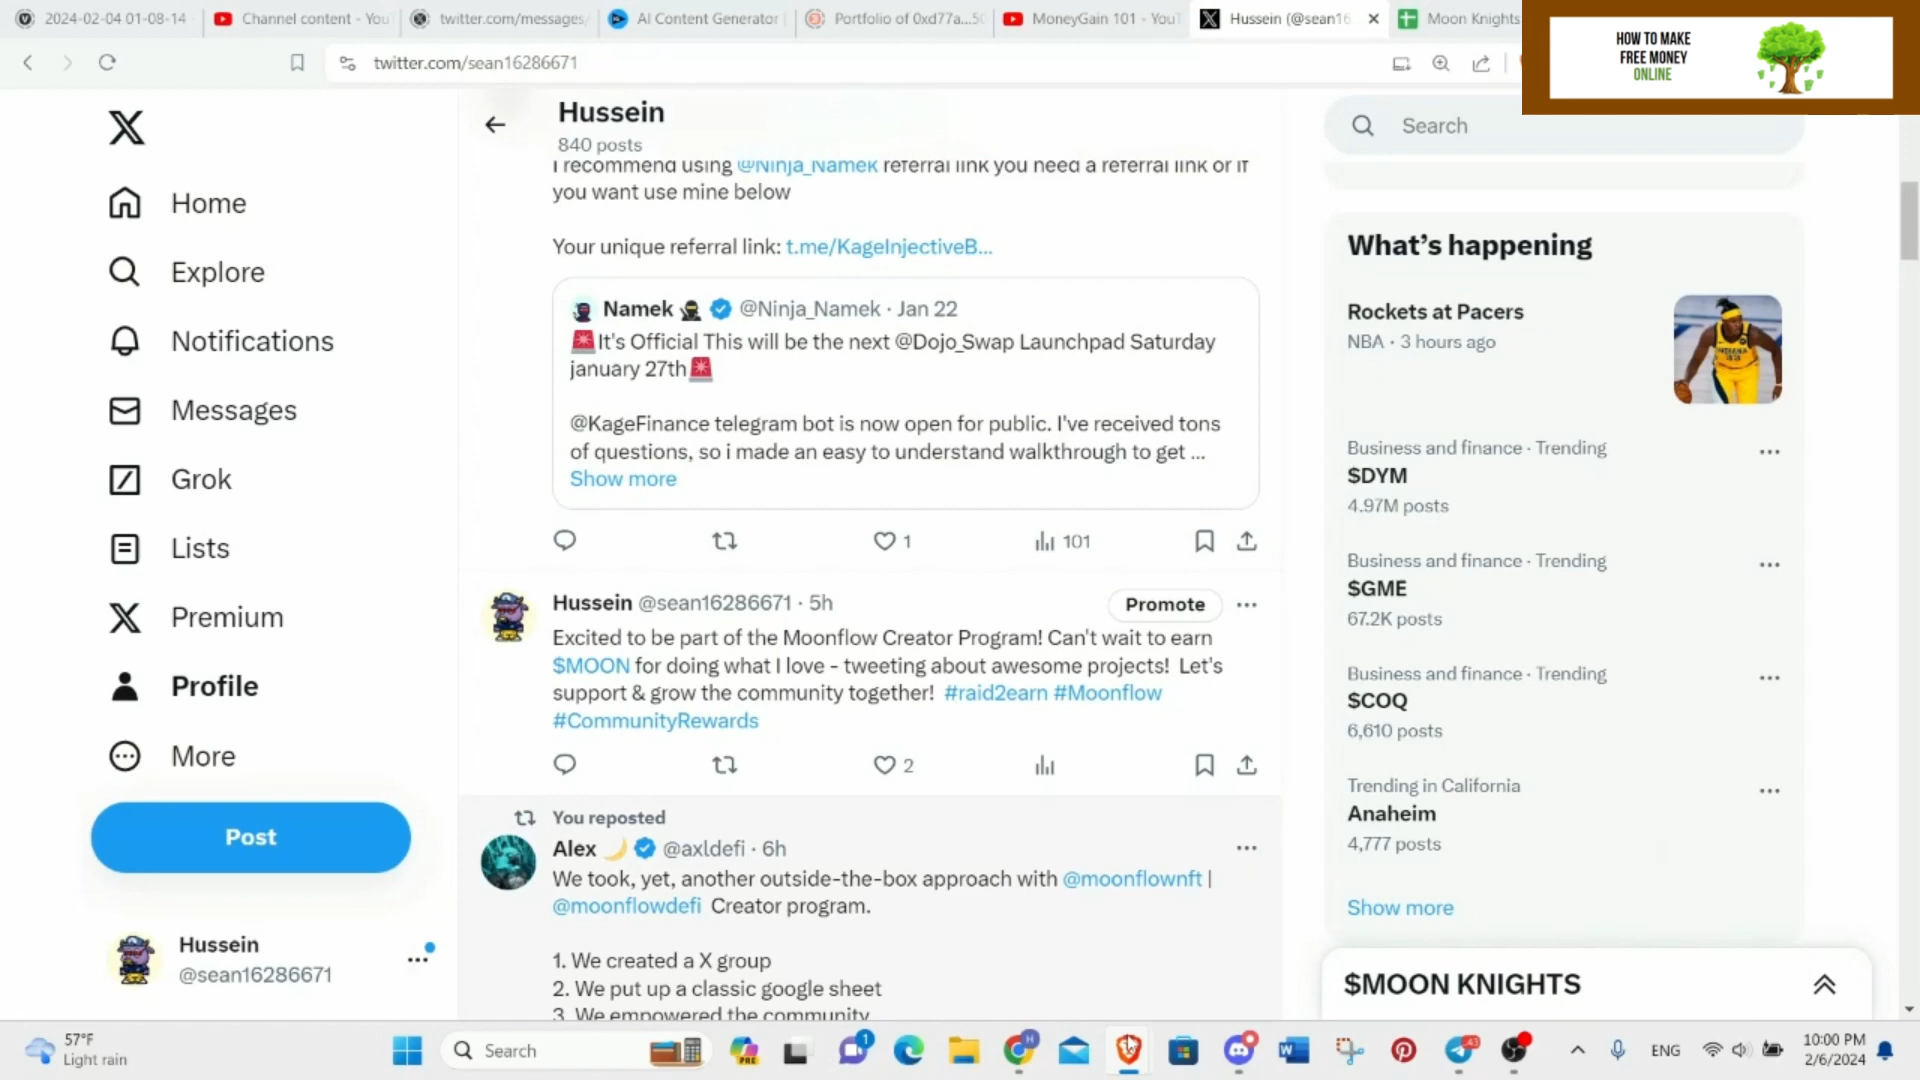 2024-02-04 01-08-14
Channel content - You
twitter.com/messages/
AI Content Generator
Portfolio of 0xd77a...5
MoneyGain 101 - You
Hussein (@sean16
Moon Knights
twitter.com/sean16286671
HOW TO MAKE
FREE MONEY
ONLINE
Home
Explore
Notifications
Messages
Grok
Lists
Premium
Profile
More
Post
Hussein
@sean16286671
Hussein
840 posts
I recommend using @Ninja_Namek referral link you need a referral link or if
you want use mine below
Your unique referral link: t.me/KageInjectiveB...
Namek @Ninja_Namek · Jan 22
It's Official This will be the next @Dojo_Swap Launchpad Saturday
january 27th
@KageFinance telegram bot is now open for public. I've received tons
of questions, so i made an easy to understand walkthrough to get ...
Show more
1
101
Hussein @sean16286671 · 5h
Promote
Excited to be part of the Moonflow Creator Program! Can't wait to earn
$MOON for doing what I love - tweeting about awesome projects! Let's
support & grow the community together! #raid2earn #Moonflow
#CommunityRewards
2
You reposted
Alex @axldefi · 6h
We took, yet, another outside-the-box approach with @moonflownft |
@moonflowdefi Creator program.
1. We created a X group
2. We put up a classic google sheet
3. We empowered the community
Search
What's happening
Rockets at Pacers
NBA · 3 hours ago
Business and finance · Trending
$DYM
4.97M posts
Business and finance · Trending
$GME
67.2K posts
Business and finance · Trending
$COQ
6,610 posts
Trending in California
Anaheim
4,777 posts
Show more
$MOON KNIGHTS
57°F
Light rain
Search
PRE
1
43
ENG
10:00 PM
2/6/2024